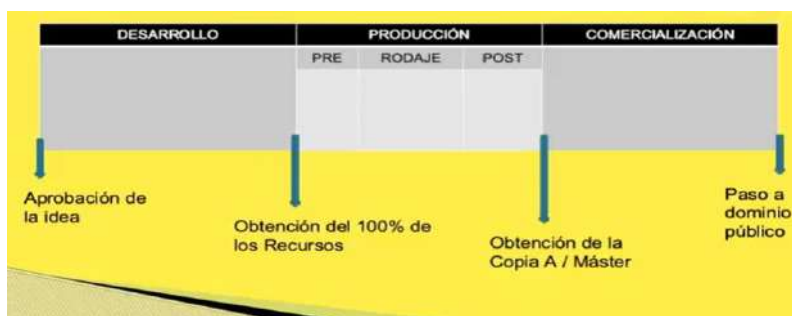 DESARROLLO
PRODUCCIÓN
COMERCIALIZACIÓN
PRE
RODAJE
POST
Aprobación de
la idea
Obtención del 100% de
los Recursos
Obtención de la
Copia A / Máster
Paso a
dominio
público